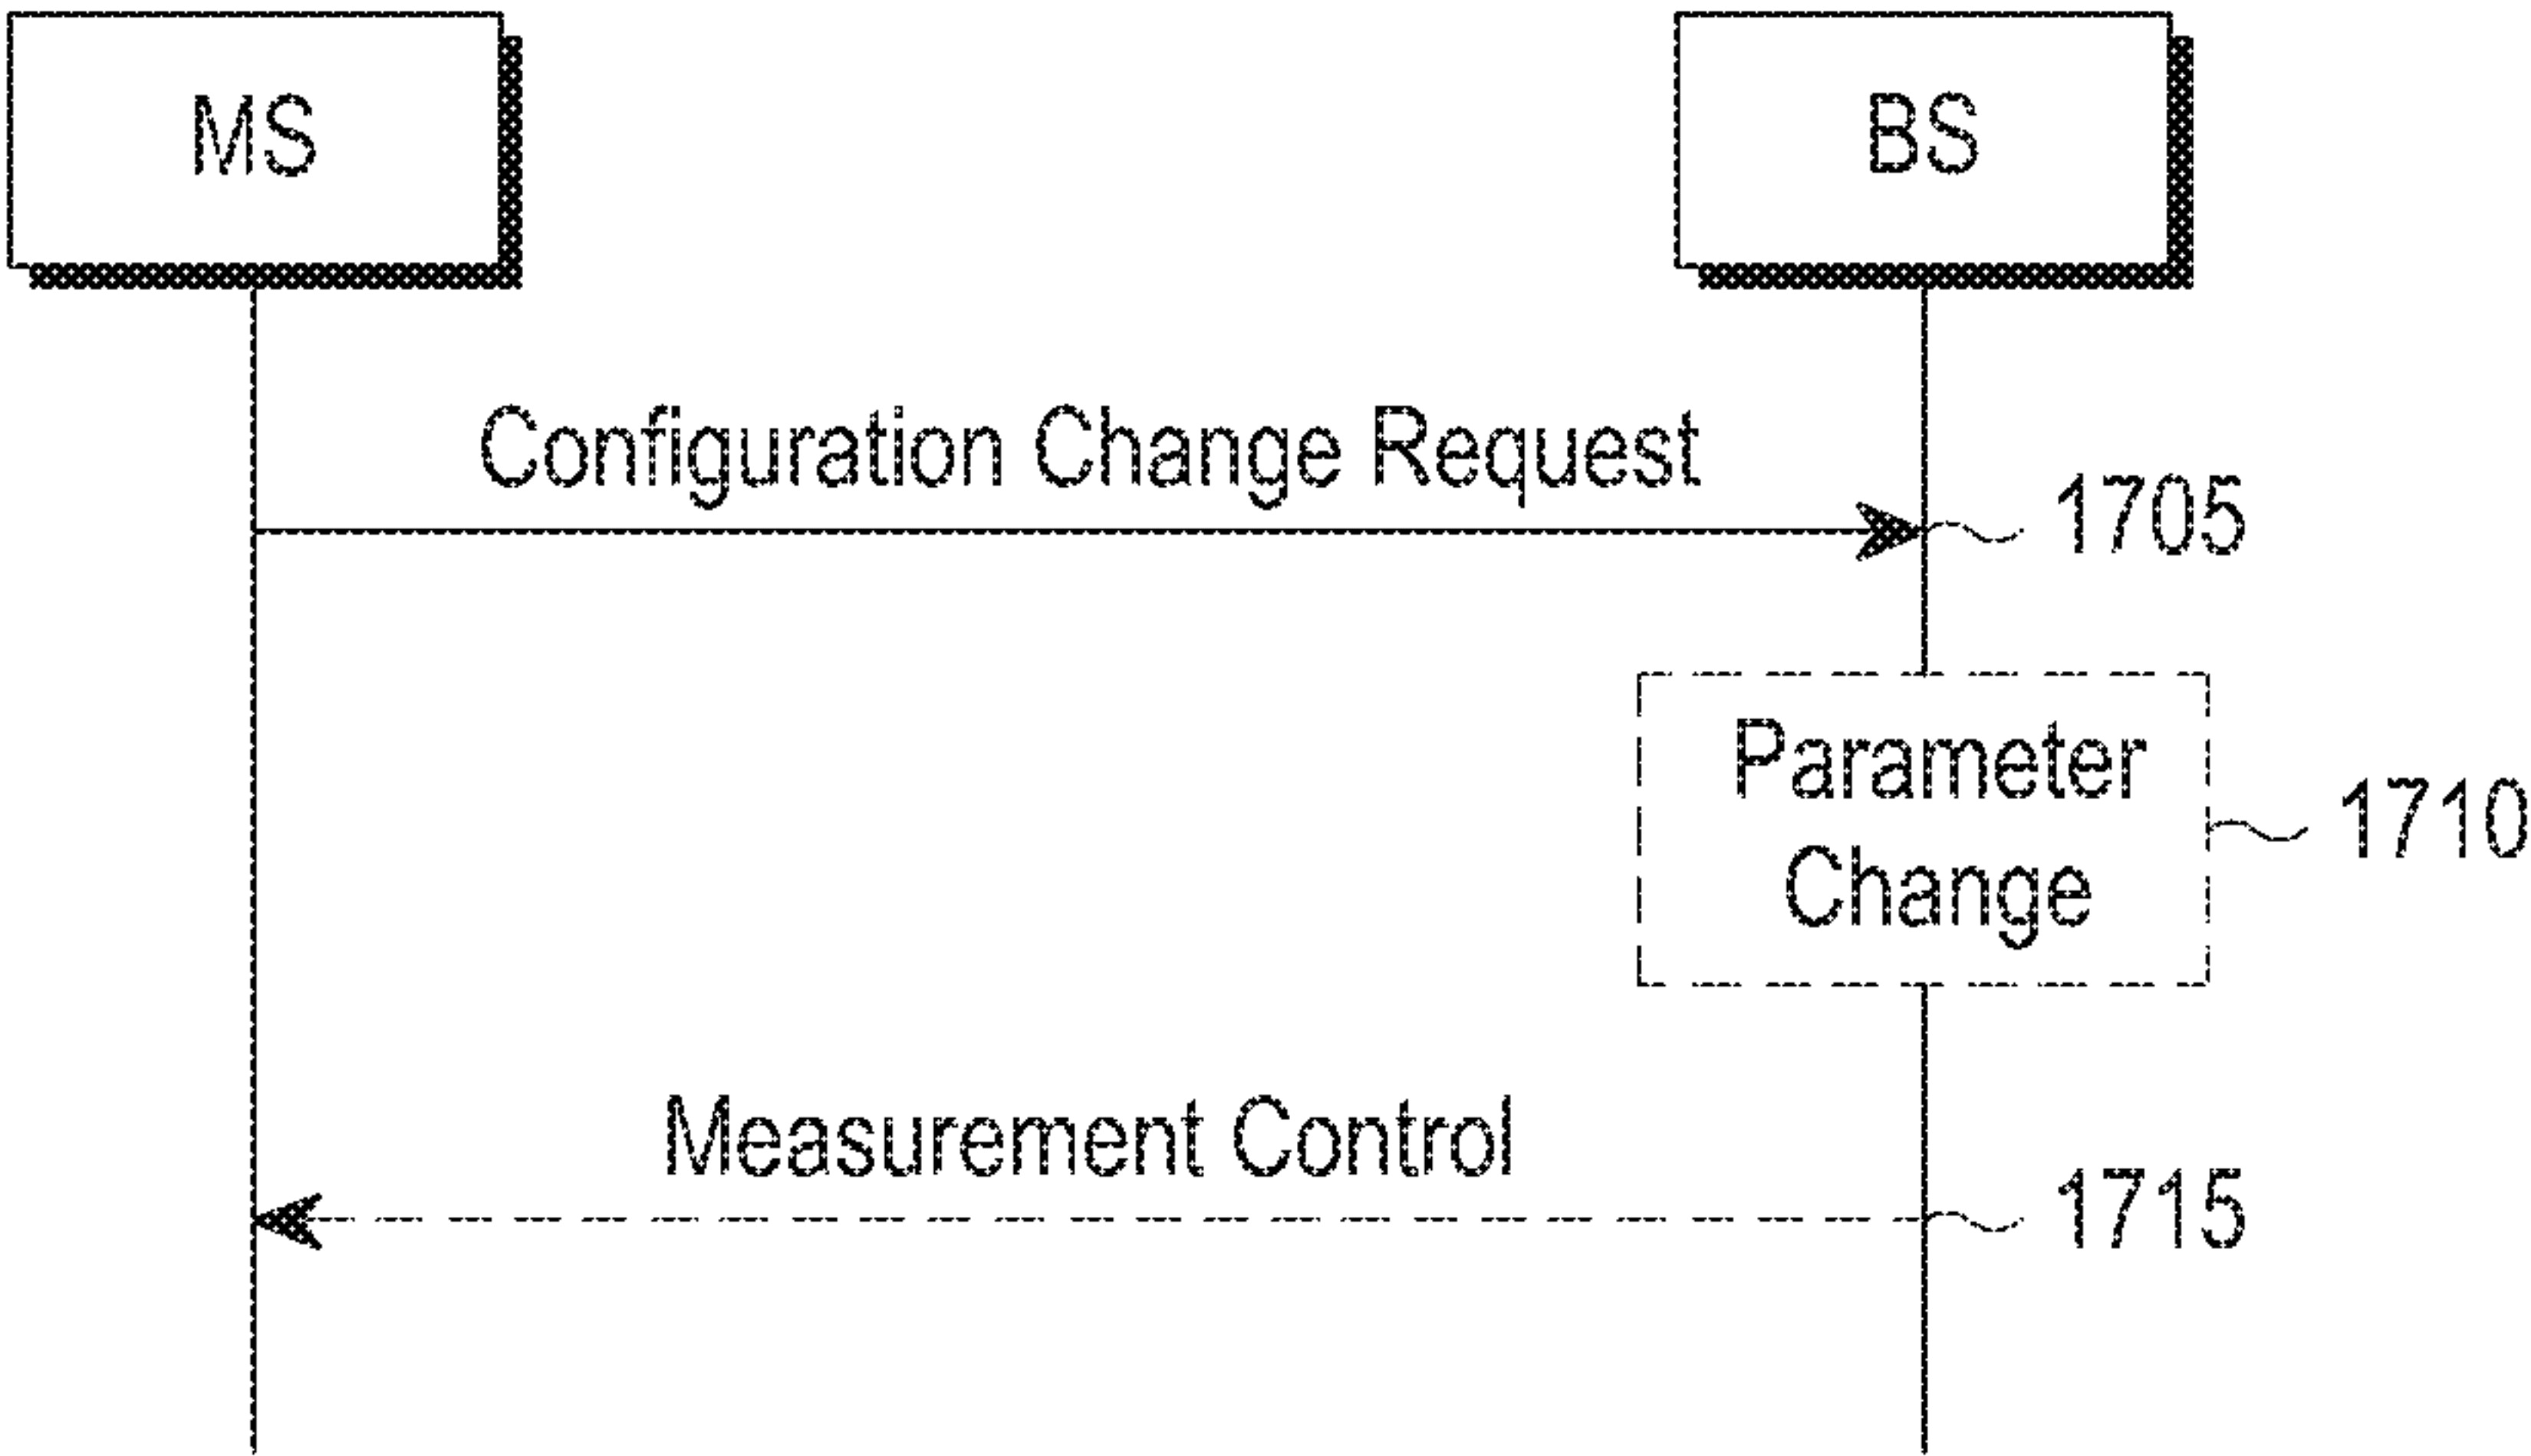 MS
BS
Configuration Change Request
1705
Parameter
Change
1710
Measurement Control
1715